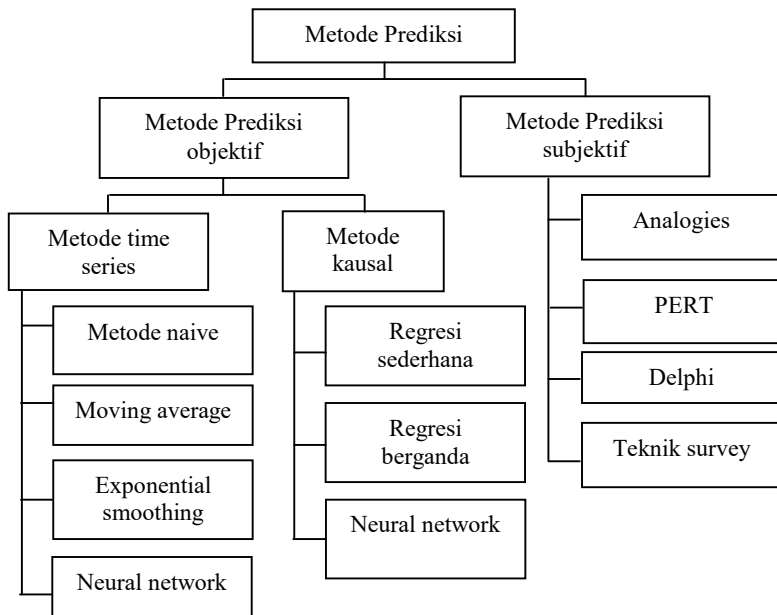 Metode Prediksi
Metode Prediksi
objektif
Metode Prediksi
subjektif
Metode time
series
Metode
kausal
Analogies
Metode naive
Regresi
sederhana
PERT
Moving average
Delphi
Regresi
berganda
Teknik survey
Exponential
smoothing
Neural network
Neural network